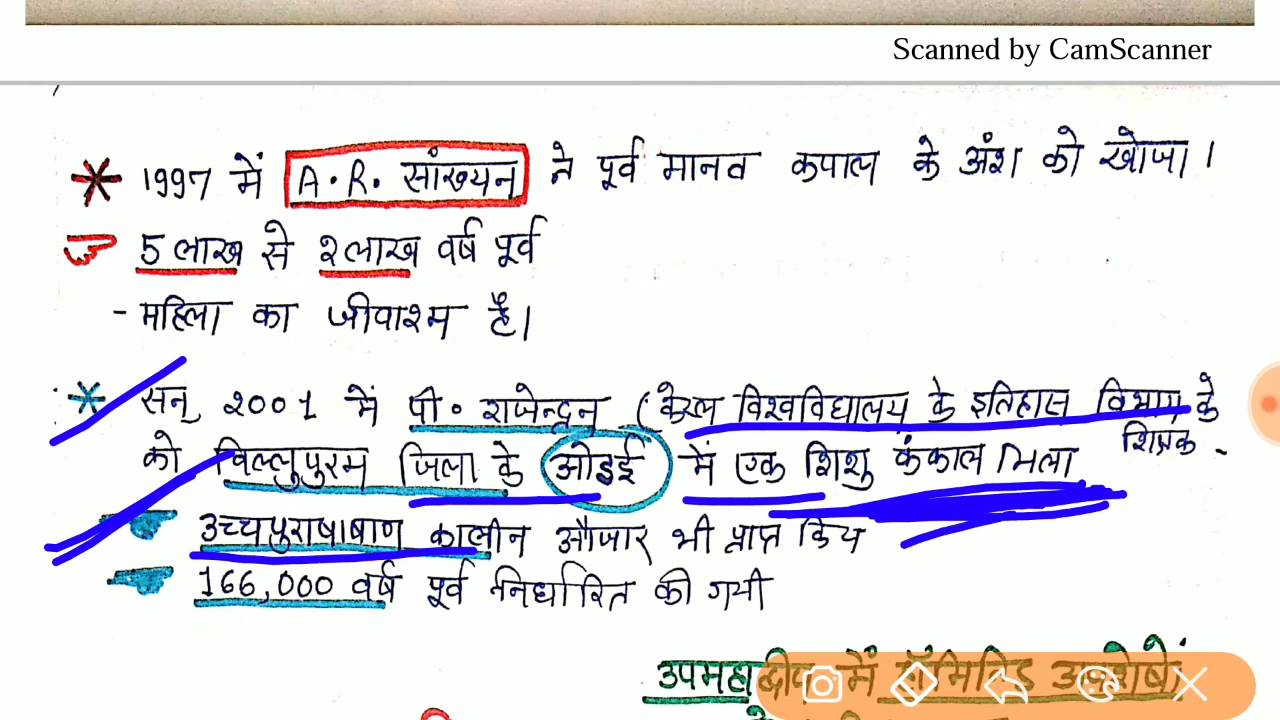 Scanned by CamScanner
* 1997 में A.R. सांख्यन ने पूर्व मानव कपाल के अंश को खोजा।
5 लाख से 2 लाख वर्ष पूर्व
- महिला का जीवाश्म है।
* सन् 2001 में पी. राजेन्द्रन (केरल विश्वविद्यालय के इतिहास विभाग के
शिक्षक -
को विल्लुपुरम जिला के ओडई में एक शिशु कंकाल मिला
उच्चपुरापाषाण कालीन औजार भी प्राप्त किये
166,000 वर्ष पूर्व निर्धारित की गयी
उपमहाद्वीप में होमिनिड अवशेषों